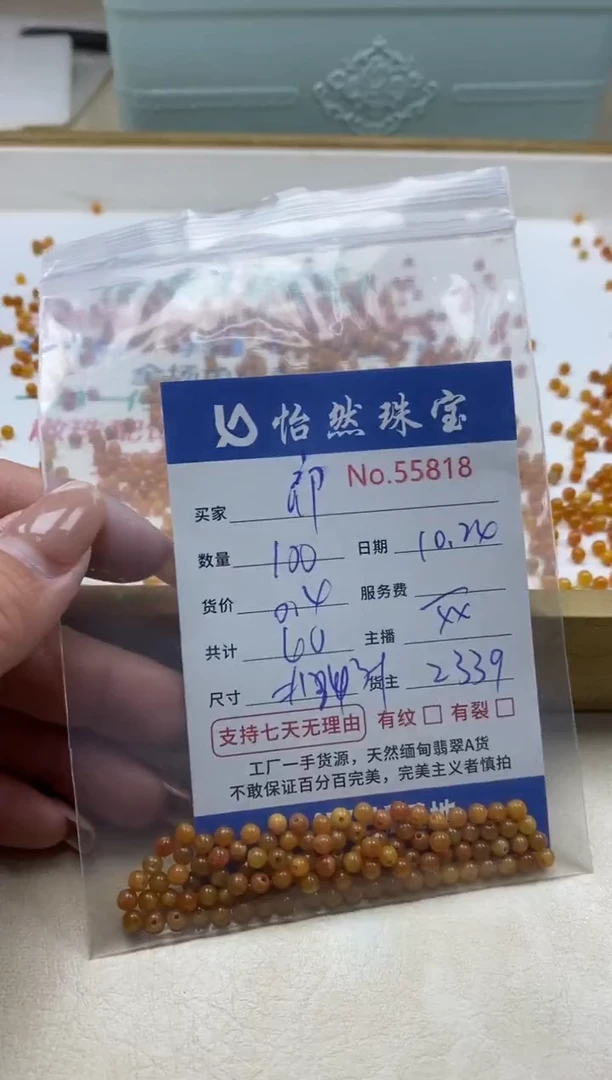 怡然珠宝
No.55818
买家 郎
数量 100 日期 10.24
货价 0.4 服务费
共计 60 主播 XX
尺寸 货主 2339
支持七天无理由 有纹 有裂
工厂一手货源，天然缅甸翡翠A货
不敢保证百分百完美，完美主义者慎拍